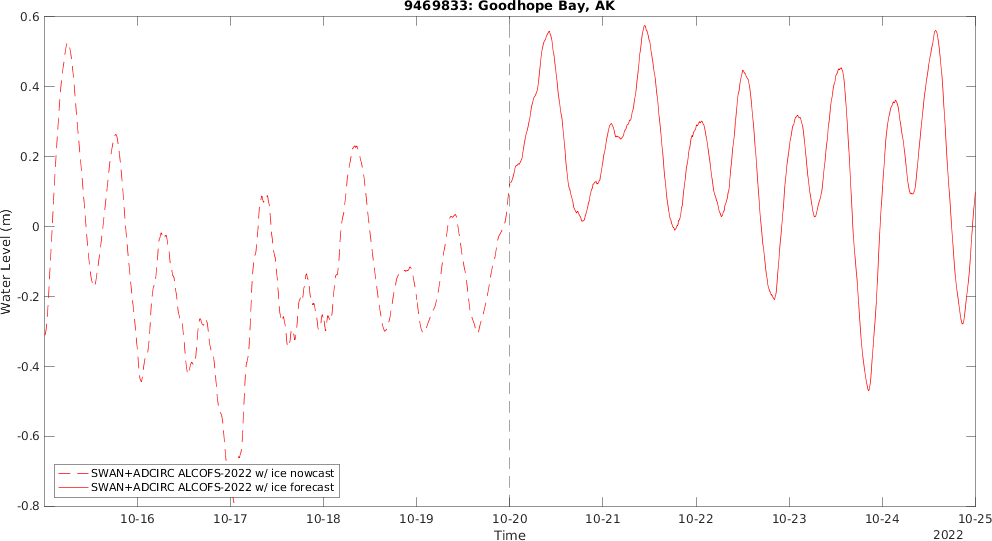 9469833: Goodhope Bay, AK
Water Level (m)
0.6
0.4
0.2
0
-0.2
-0.4
-0.6
-0.8
SWAN+ADCIRC ALCOFS-2022 w/ ice nowcast
SWAN+ADCIRC ALCOFS-2022 w/ ice forecast
10-16 10-17 10-18 10-19 10-20 10-21 10-22 10-23 10-24 10-25
Time
2022